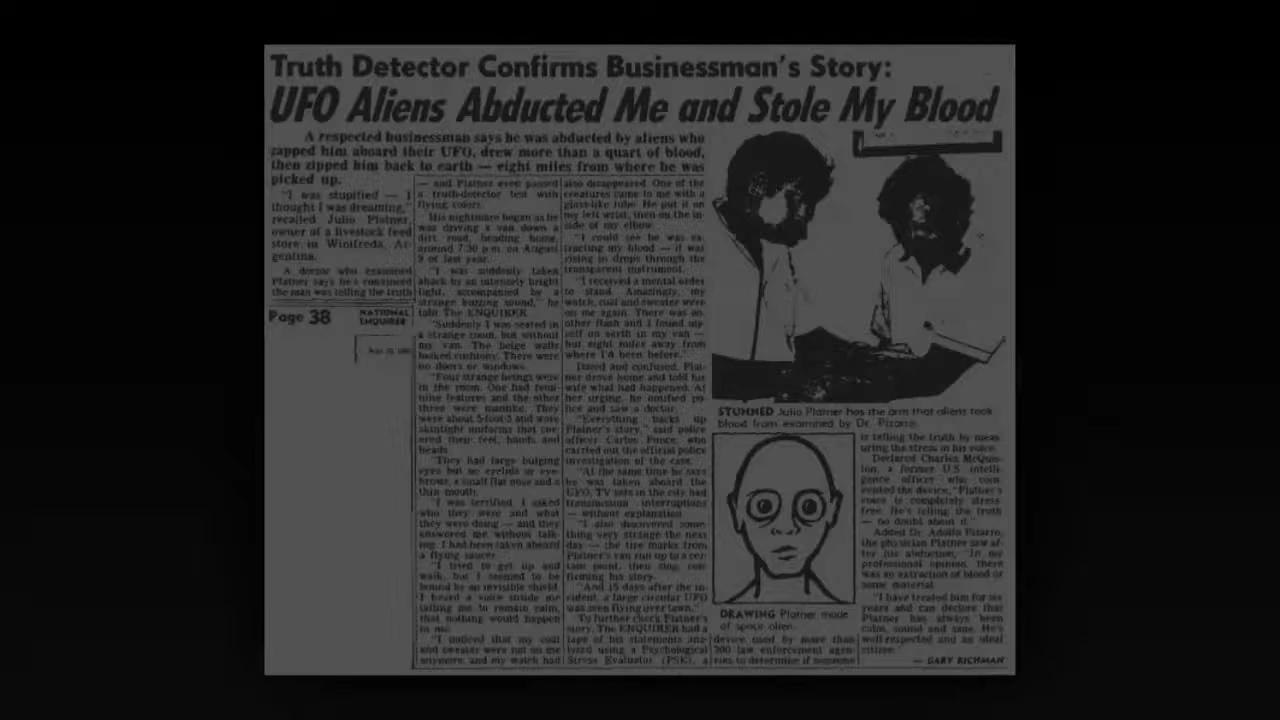 Truth Detector Confirms Businessman's Story:
UFO Aliens Abducted Me and Stole My Blood
A respected businessman says he was abducted by aliens who
zapped him aboard their UFO, drew more than a quart of blood,
then zipped him back to earth — eight miles from where he was
picked up.
"I was stupified — I
thought I was dreaming,"
recalled Julio Platner,
owner of a livestock feed
store in Winifreda, Ar-
gentina.
A doctor who examined
Platner says he's convinced
the man was telling the truth
Page 38
NATIONAL
ENQUIRER
— and Platner even passed
a truth-detector test with
flying colors.
His nightmare began as he
was driving a van down a
dirt road, heading home,
around 7:30 p.m. on August
9 of last year.
"I was suddenly taken
aback by an intensely bright
light, accompanied by a
strange buzzing sound," he
told The ENQUIRER.
"Suddenly I was seated in
a strange room, but without
my van. The beige walls
looked cushiony. There were
no doors or windows.
"Four strange beings were
in the room. One had femi-
nine features and the other
three were manlike. They
were about 5-foot-5 and wore
skintight uniforms that cov-
ered their feet, hands and
heads.
"They had large bulging
eyes but no eyelids or eye-
brows, a small flat nose and a
thin mouth.
"I was terrified. I asked
who they were and what
they were doing — and they
answered me without talk-
ing. I had been taken aboard
a flying saucer.
"I tried to get up and
walk, but I seemed to be
bound by an invisible shield.
I heard a voice inside me
telling me to remain calm,
that nothing would happen
to me.
"I noticed that my coat
and sweater were not on me
anymore, and my watch had
also disappeared. One of the
creatures came to me with a
glass-like tube. He put it on
my left wrist, then on the in-
side of my elbow.
"I could see he was ex-
tracting my blood — it was
rising in drops through the
transparent instrument.
"I received a mental order
to stand. Amazingly, my
watch, coat and sweater were
on me again. There was an-
other flash and I found my-
self on earth in my van —
but eight miles away from
where I'd been before."
Dazed and confused, Plat-
ner drove home and told his
wife what had happened. At
her urging, he notified po-
lice and saw a doctor.
"Everything backs up
Platner's story," said police
officer Carlos Ponce, who
carried out the official police
investigation of the case.
"At the same time he says
he was taken aboard the
UFO, TV sets in the city had
transmission interruptions
— without explanation.
"I also discovered some-
thing very strange the next
day — the tire marks from
Platner's van run up to a cer-
tain point, then stop, con-
firming his story.
"And 15 days after the in-
cident, a large circular UFO
was seen flying over town."
To further check Platner's
story, The ENQUIRER had a
tape of his statements ana-
lyzed using a Psychological
Stress Evaluator (PSE), a
STUNNED Julio Platner has the arm that aliens took
blood from examined by Dr. Pizarro.
DRAWING Platner made
of space alien.
device used by more than
300 law enforcement agen-
cies to determine if someone
is telling the truth by meas-
uring the stress in his voice.
Declared Charles McQuis-
ton, a former U.S. intelli-
gence officer who coin-
vented the device, "Platner's
voice is completely stress
free. He's telling the truth
— no doubt about it."
Added Dr. Adolfo Pizarro,
the physician Platner saw af-
ter his abduction, "In my
professional opinion, there
was an extraction of blood or
some material.
"I have treated him for six
years and can declare that
Platner has always been
calm, sound and sane. He's
well-respected and an ideal
citizen."
— GARY RICHMAN